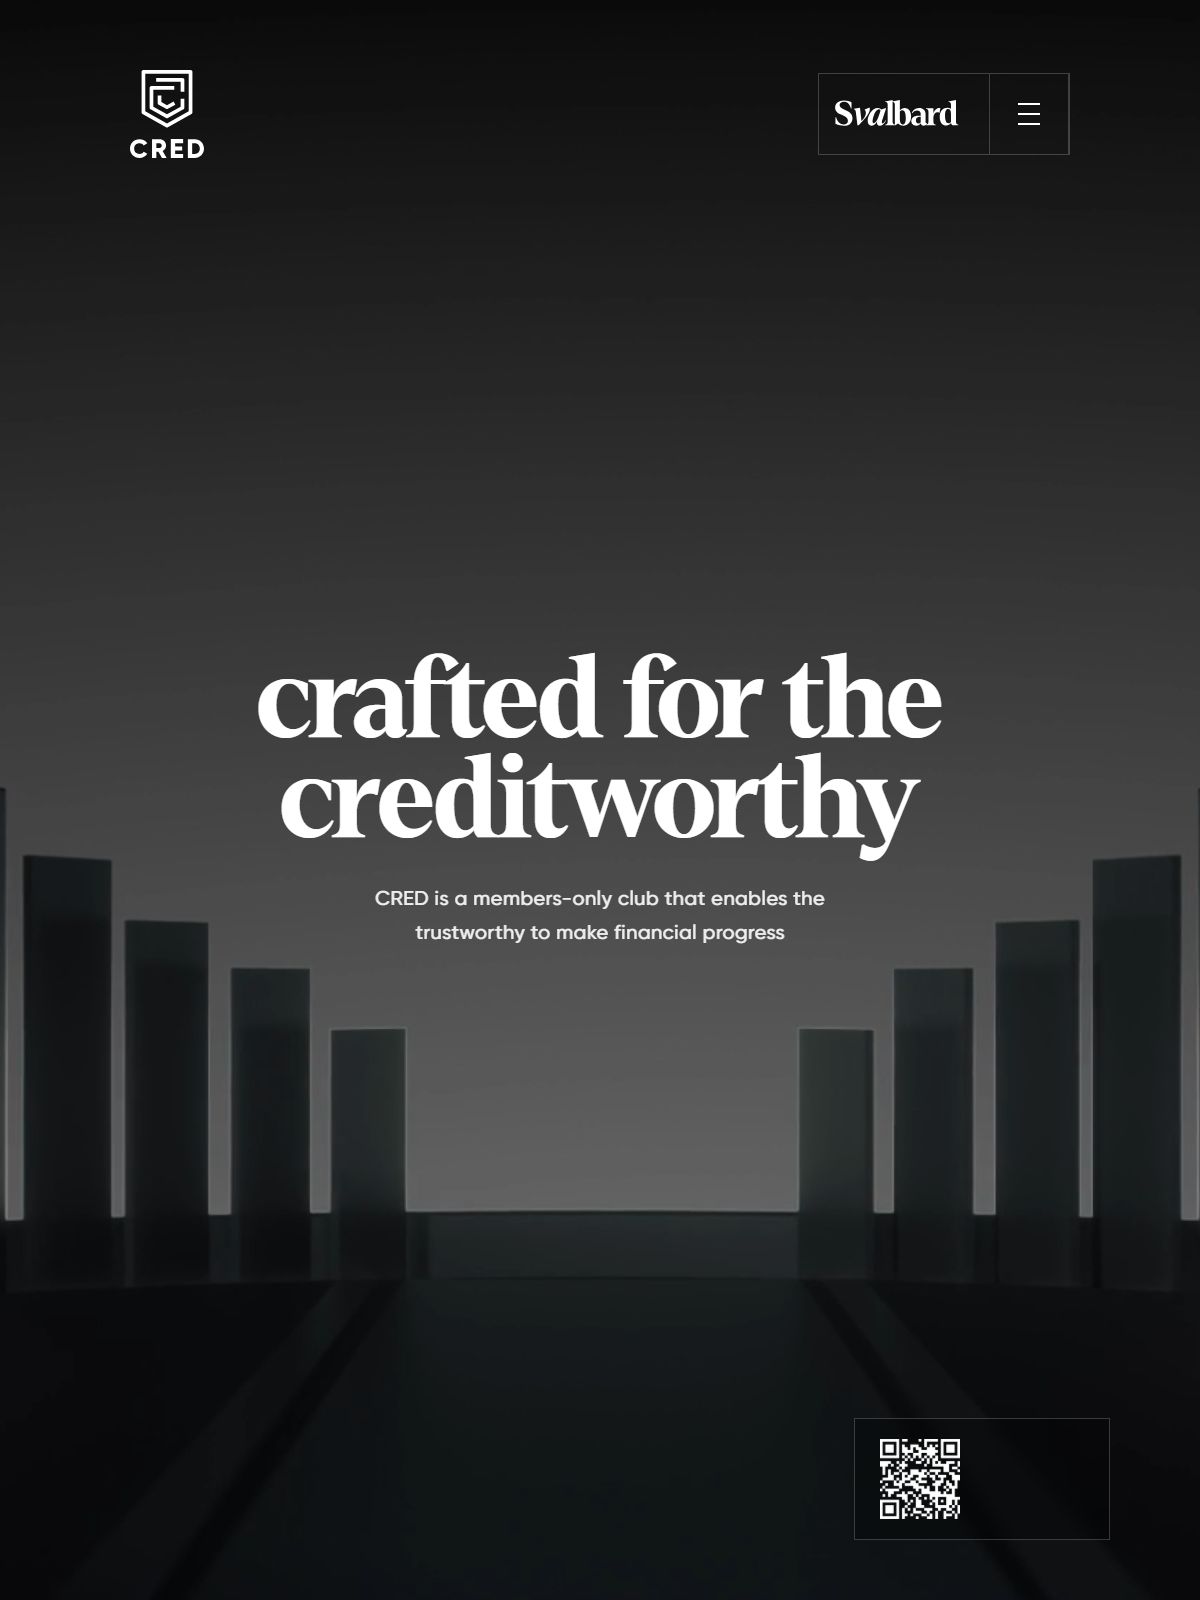 CRED
Svalbard
crafted for the
creditworthy
CRED is a members-only club that enables the
trustworthy to make financial progress